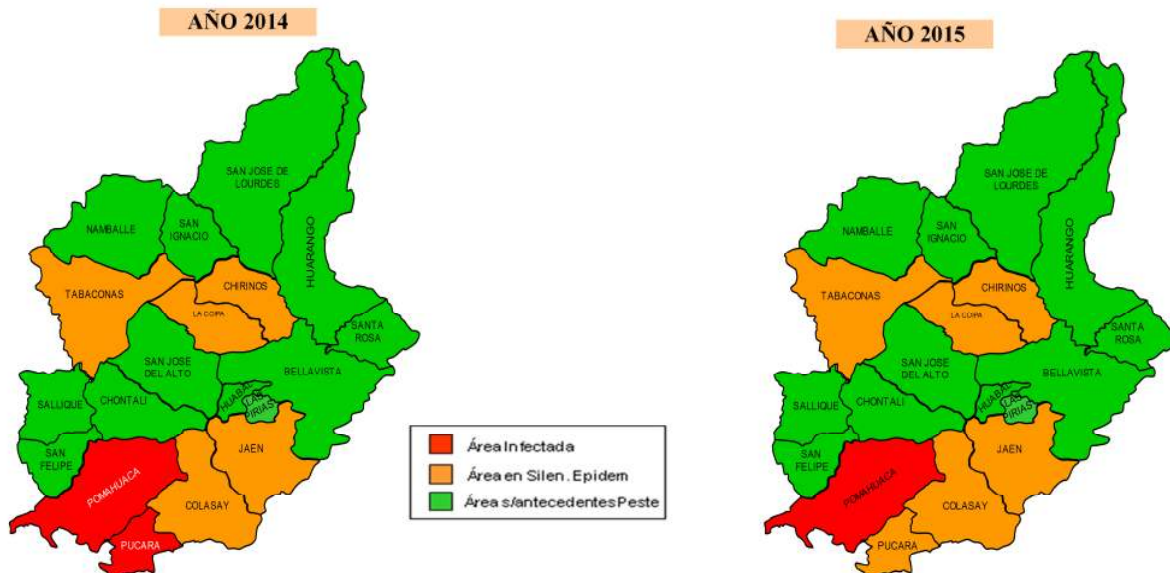 AÑO 2014
SAN JOSE DE
LOURDES
NAMBALLE
SAN
IGNACIO
HUARANGO
TABACONAS
CHIRINOS
LA COIPA
SANTA
ROSA
SAN JOSE
DEL ALTO
BELLAVISTA
SALLIQUE
CHONTALI
HUABAL
LAS
PIRIAS
SAN
FELIPE
JAEN
POMAHUACA
COLASAY
PUCARA
Área Infectada
Área en Silen. Epidem
Área s/antecedentes Peste
AÑO 2015
SAN JOSE DE
LOURDES
NAMBALLE
SAN
IGNACIO
HUARANGO
TABACONAS
CHIRINOS
LA COIPA
SANTA
ROSA
SAN JOSE
DEL ALTO
BELLAVISTA
SALLIQUE
CHONTALI
HUABAL
LAS
PIRIAS
SAN
FELIPE
JAEN
POMAHUACA
COLASAY
PUCARA